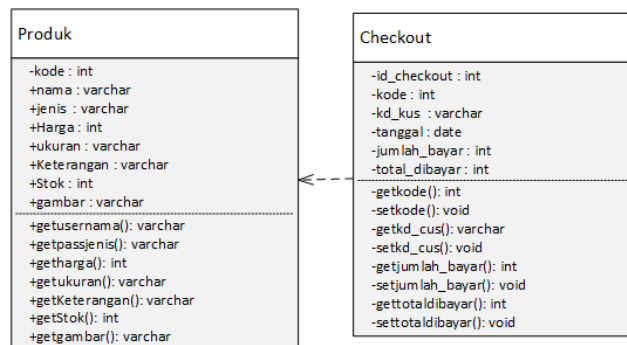 Produk
-kode : int
+nama : varchar
+jenis : varchar
+Harga : int
+ukuran : varchar
+Keterangan : varchar
+Stok : int
+gambar : varchar
+getusernama(): varchar
+getpassjenis(): varchar
+getharga(): int
+getukuran(): varchar
+getKeterangan(): varchar
+getStok(): int
+getgambar(): varchar
Checkout
-id_checkout : int
-kode : int
-kd_kus : varchar
-tanggal : date
-jumlah_bayar : int
-total_dibayar : int
-getkode(): int
-setkode(): void
-getkd_cus(): varchar
-setkd_cus(): void
-getjumlah_bayar(): int
-setjumlah_bayar(): void
-gettotaldibayar(): int
-settotaldibayar(): void